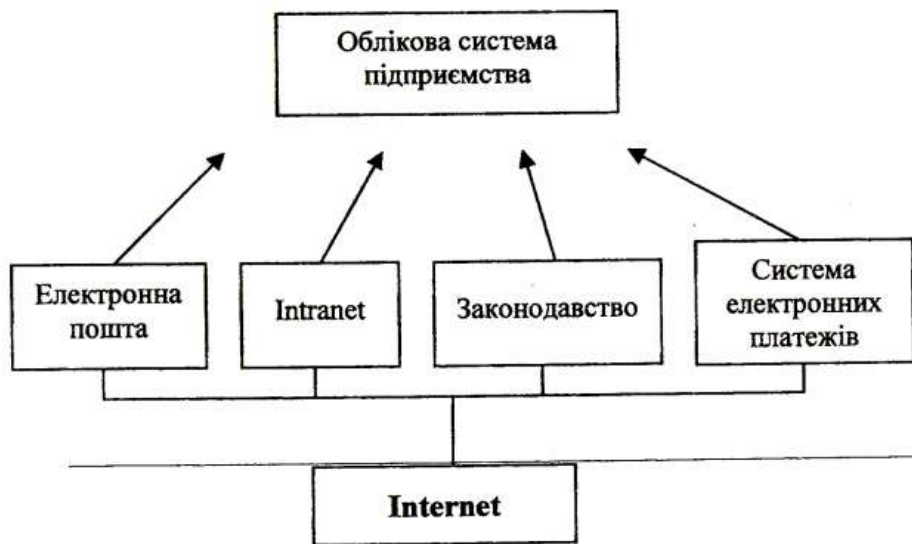 Облікова система
підприємства
Електронна
пошта
Intranet
Законодавство
Система
електронних
платежів
Internet